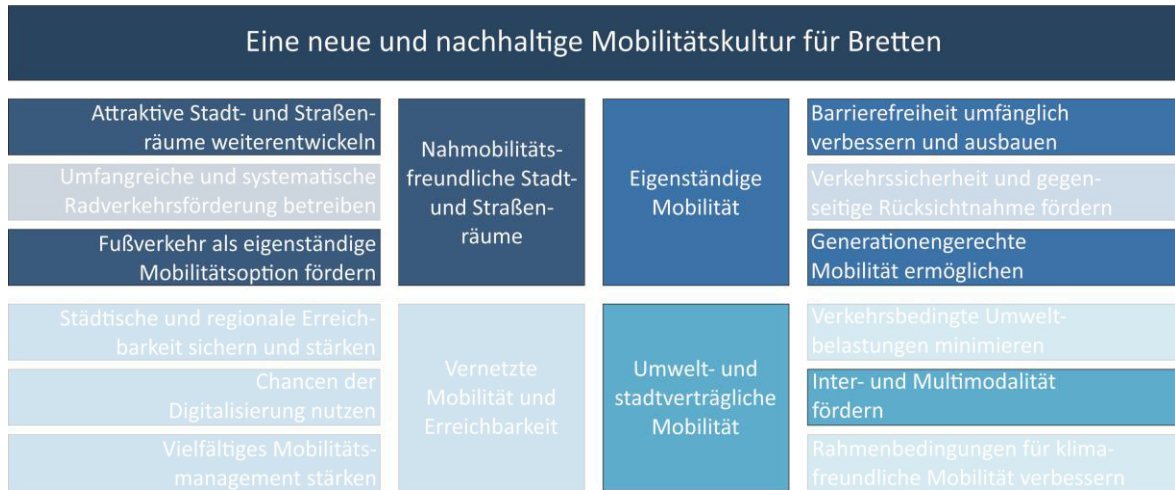 Eine neue und nachhaltige Mobilitätskultur für Bretten
Attraktive Stadt- und Straßen-
räume weiterentwickeln
Umfangreiche und systematische
Radverkehrsförderung betreiben
Fußverkehr als eigenständige
Mobilitätsoption fördern
Nahmobilitäts-
freundliche Stadt-
und Straßen-
räume
Eigenständige
Mobilität
Barrierefreiheit umfänglich
verbessern und ausbauen
Verkehrssicherheit und gegen-
seitige Rücksichtnahme fördern
Generationengerechte
Mobilität ermöglichen
Städtische und regionale Erreich-
barkeit sichern und stärken
Chancen der
Digitalisierung nutzen
Vielfältiges Mobilitäts-
management stärken
Vernetzte
Mobilität und
Erreichbarkeit
Umwelt- und
stadtverträgliche
Mobilität
Verkehrsbedingte Umwelt-
belastungen minimieren
Inter- und Multimodalität
fördern
Rahmenbedingungen für klima-
freundliche Mobilität verbessern